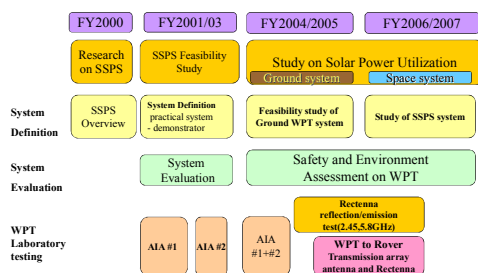 FY2000 FY2001/03 FY2004/2005 FY2006/2007
Research
on SSPS
SSPS Feasibility
Study
Study on Solar Power Utilization
Ground system Space system
System
Definition
SSPS
Overview
System Definition
practical system
- demonstrator
Feasibility study of
Ground WPT system
Study of SSPS system
System
Evaluation
System
Evaluation
Safety and Environment
Assessment on WPT
WPT
Laboratory
testing
AIA #1
AIA #2
AIA
#1+#2
Rectenna
reflection/emission
test(2.45,5.8GHz)
WPT to Rover
Transmission array
antenna and Rectenna